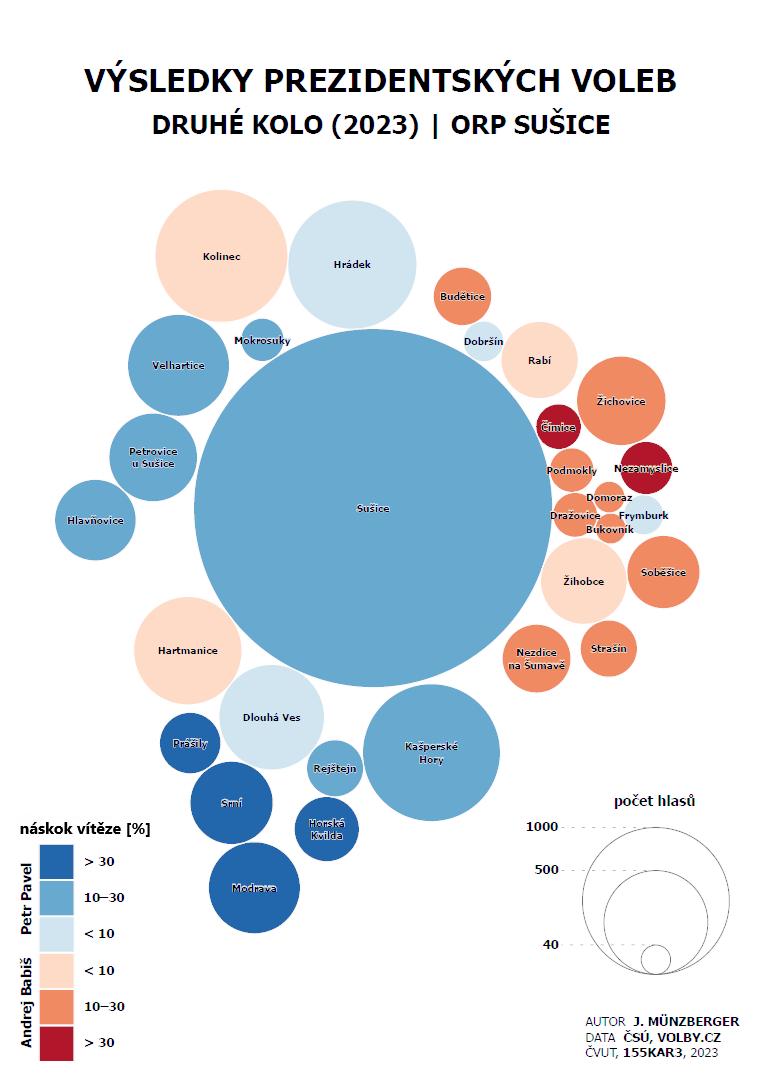 VÝSLEDKY PREZIDENTSKÝCH VOLEB
DRUHÉ KOLO (2023) | ORP SUŠICE
Kolinec
Hrádek
Budětice
Mokrosuky
Dobršín
Rabí
Velhartice
Žichovice
Čímice
Petrovice
u Sušice
Podmokly
Nezamyslice
Domoraz
Sušice
Hlavňovice
Dražovice
Frymburk
Bukovník
Žihobce
Soběšice
Hartmanice
Nezdice
na Šumavě
Strašín
Dlouhá Ves
Prášily
Kašperské
Hory
Rejštejn
Srní
Horská
Kvilda
Modrava
náskok vítěze [%]
Petr Pavel
> 30
10–30
< 10
Andrej Babiš
< 10
10–30
> 30
počet hlasů
1000
500
40
AUTOR J. MÜNZBERGER
DATA ČSÚ, VOLBY.CZ
ČVUT, 155KAR3, 2023